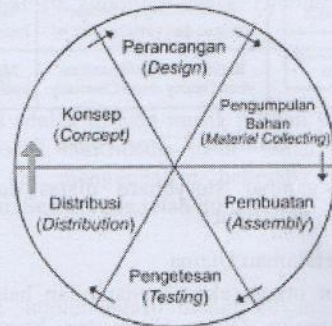 Perancangan
(Design)
Konsep
(Concept)
Pengumpulan
Bahan
(Material Collecting)
Distribusi
(Distribution)
Pembuatan
(Assembly)
Pengetesan
(Testing)